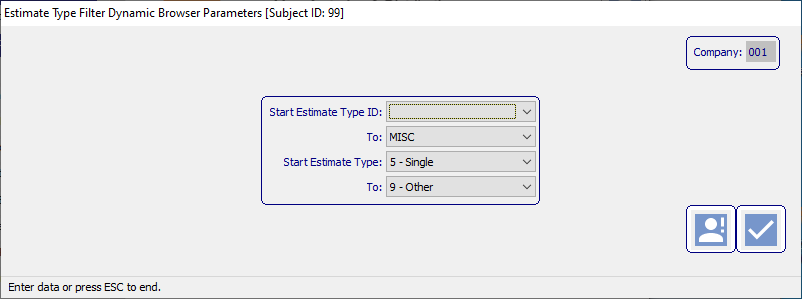 Estimate Type Filter Dynamic Browser Parameters [Subject ID: 99]
Company: 001
Start Estimate Type ID:
To: MISC
Start Estimate Type: 5 - Single
To: 9 - Other
Enter data or press ESC to end.